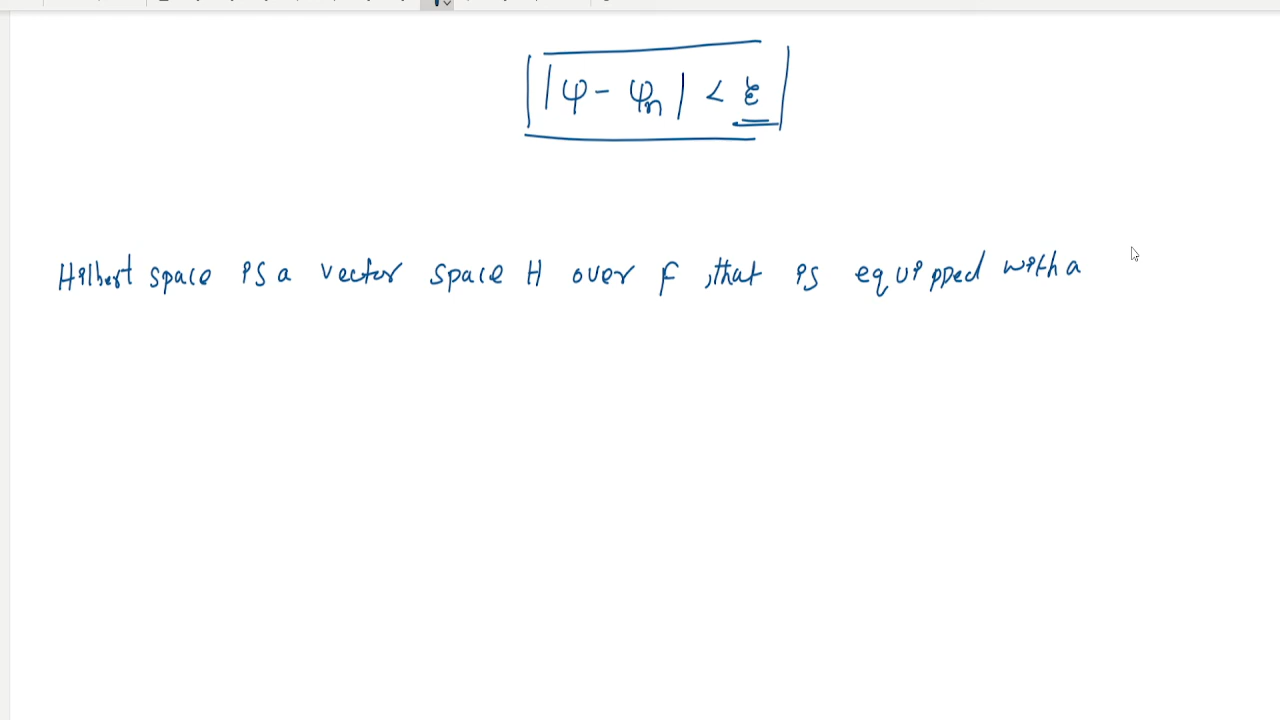 |φ - φn| < ε
Hilbert space is a vector space H over F, that is equipped with a